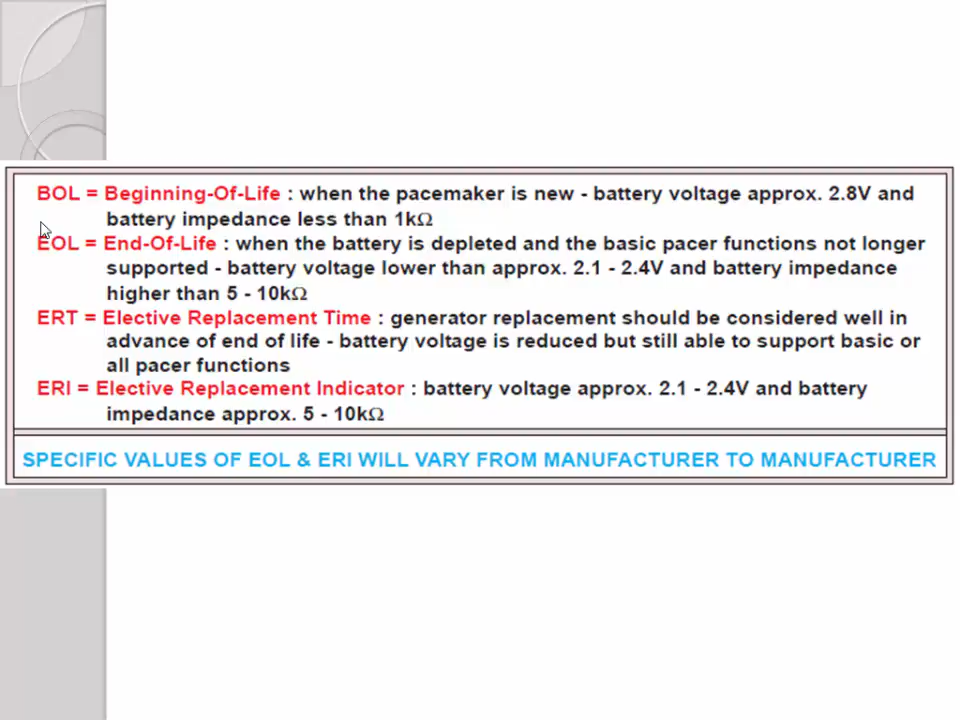 BOL = Beginning-Of-Life : when the pacemaker is new - battery voltage approx. 2.8V and
battery impedance less than 1kΩ
EOL = End-Of-Life : when the battery is depleted and the basic pacer functions not longer
supported - battery voltage lower than approx. 2.1 - 2.4V and battery impedance
higher than 5 - 10kΩ
ERT = Elective Replacement Time : generator replacement should be considered well in
advance of end of life - battery voltage is reduced but still able to support basic or
all pacer functions
ERI = Elective Replacement Indicator : battery voltage approx. 2.1 - 2.4V and battery
impedance approx. 5 - 10kΩ
SPECIFIC VALUES OF EOL & ERI WILL VARY FROM MANUFACTURER TO MANUFACTURER